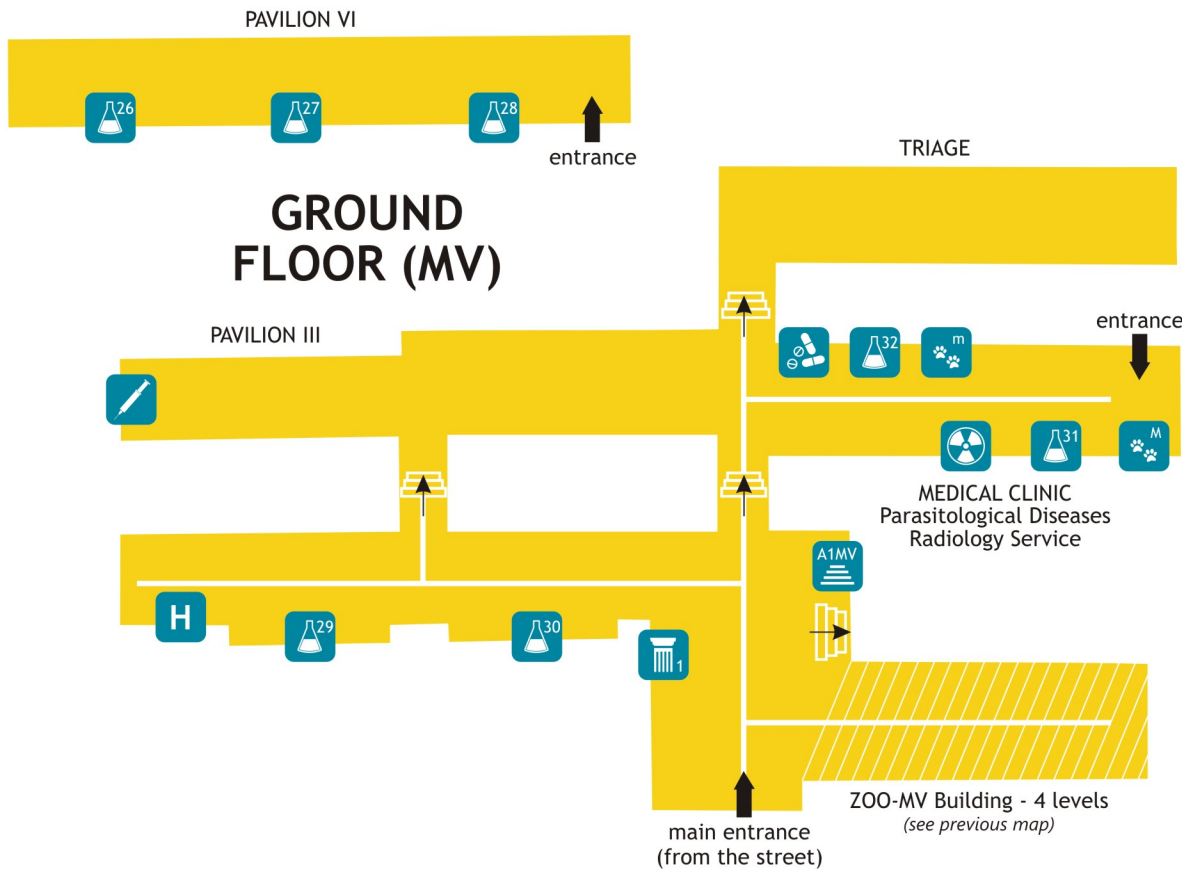 PAVILION VI
26
27
28
entrance
TRIAGE
GROUND
FLOOR (MV)
PAVILION III
entrance
32
m
31
M
MEDICAL CLINIC
Parasitological Diseases
Radiology Service
A1MV
H
29
30
1
ZOO-MV Building - 4 levels
(see previous map)
main entrance
(from the street)